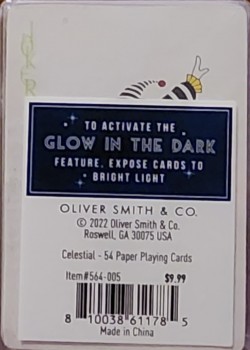 TO ACTIVATE THE
GLOW IN THE DARK
FEATURE, EXPOSE CARDS TO
BRIGHT LIGHT
OLIVER SMITH & CO.
© 2022 Oliver Smith & Co.
Roswell, GA 30075 USA
Celestial - 54 Paper Playing Cards
Item#564-005
$9.99
8 10038 61178 5
Made in China